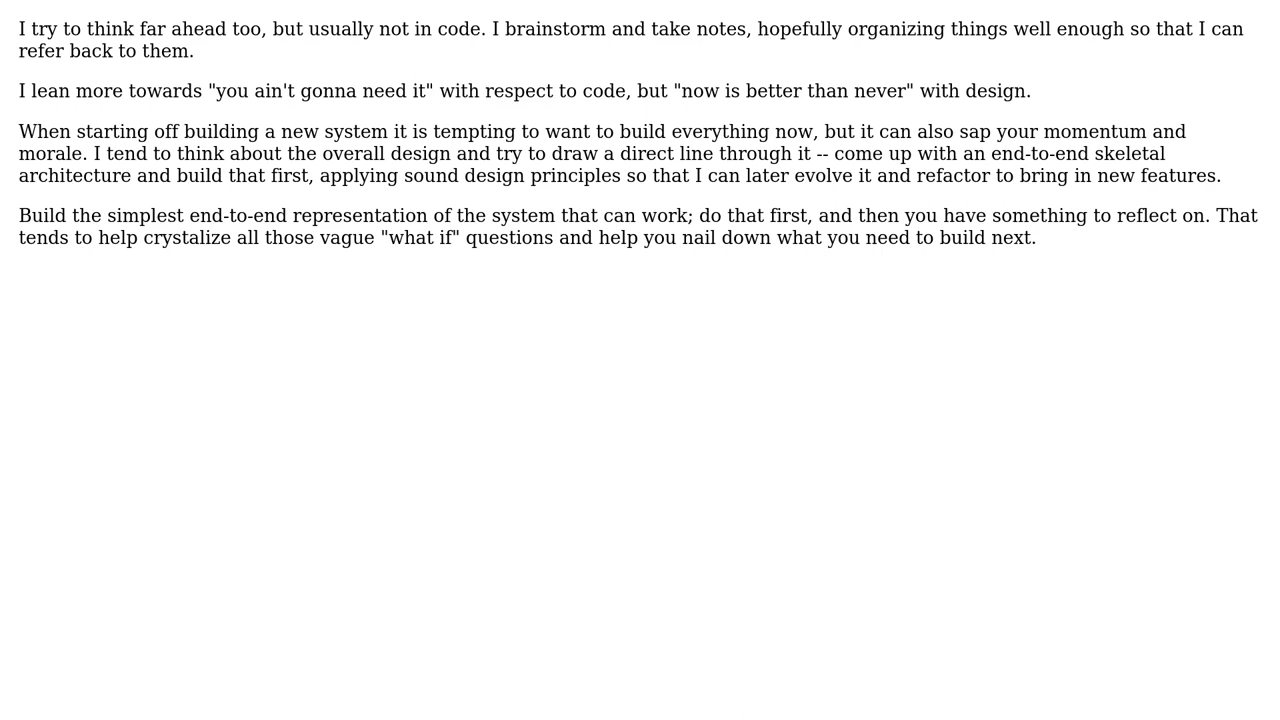 I try to think far ahead too, but usually not in code. I brainstorm and take notes, hopefully organizing things well enough so that I can
refer back to them.
I lean more towards "you ain't gonna need it" with respect to code, but "now is better than never" with design.
When starting off building a new system it is tempting to want to build everything now, but it can also sap your momentum and
morale. I tend to think about the overall design and try to draw a direct line through it -- come up with an end-to-end skeletal
architecture and build that first, applying sound design principles so that I can later evolve it and refactor to bring in new features.
Build the simplest end-to-end representation of the system that can work; do that first, and then you have something to reflect on. That
tends to help crystalize all those vague "what if" questions and help you nail down what you need to build next.